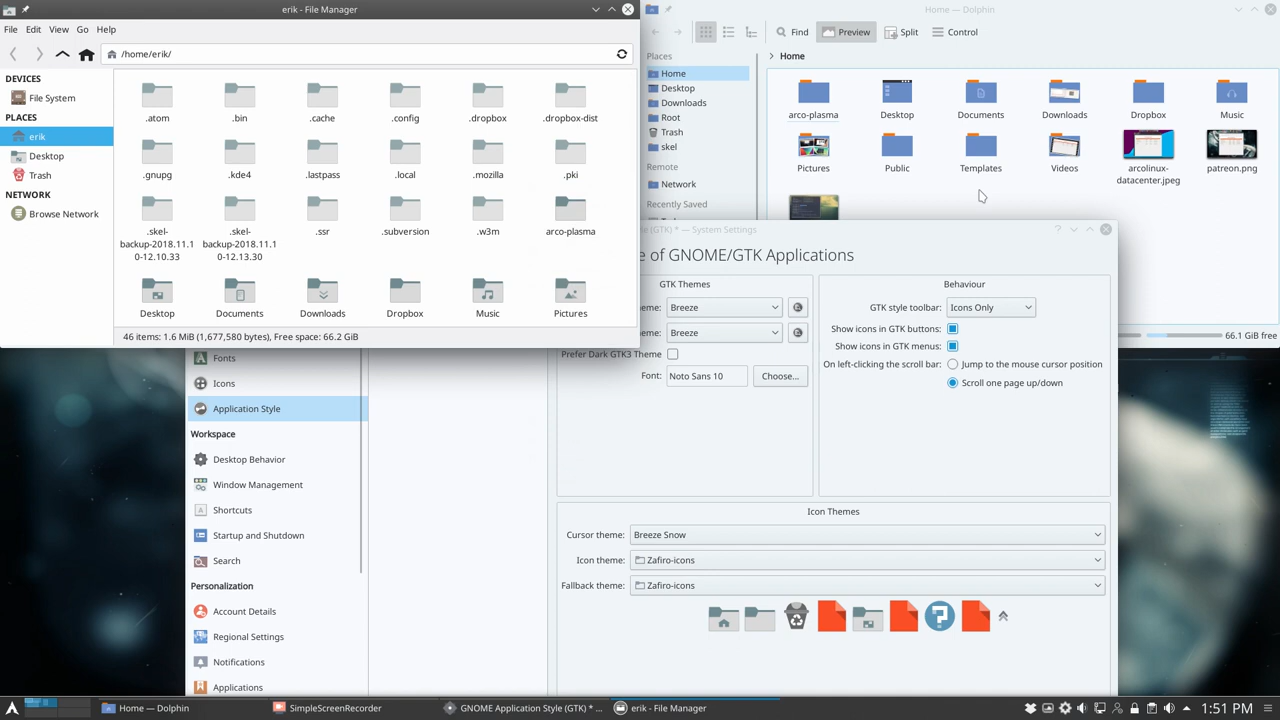 erik - File Manager
File Edit View Go Help
/home/erik/
DEVICES
File System
PLACES
erik
Desktop
Trash
NETWORK
Browse Network
.atom .bin .cache .config .dropbox .dropbox-dist
.gnupg .kde4 .lastpass .local .mozilla .pki
.skel-backup-2018.11.10-12.10.33 .skel-backup-2018.11.10-12.13.30 .ssr .subversion .w3m arco-plasma
Desktop Documents Downloads Dropbox Music Pictures
46 items: 1.6 MiB (1,677,580 bytes), Free space: 66.2 GiB
Home — Dolphin
Find Preview Split Control
Places
Home
Desktop
Downloads
Root
Trash
skel
Remote
Network
Recently Saved
> Home
arco-plasma Desktop Documents Downloads Dropbox Music
Pictures Public Templates Videos arcolinux-datacenter.jpeg patreon.png
66.1 GiB free
(GTK) * — System Settings
e of GNOME/GTK Applications
GTK Themes
eme: Breeze
eme: Breeze
Prefer Dark GTK3 Theme
Font: Noto Sans 10 Choose...
Behaviour
GTK style toolbar: Icons Only
Show icons in GTK buttons:
Show icons in GTK menus:
On left-clicking the scroll bar: Jump to the mouse cursor position
Scroll one page up/down
Icon Themes
Cursor theme: Breeze Snow
Icon theme: Zafiro-icons
Fallback theme: Zafiro-icons
Fonts
Icons
Application Style
Workspace
Desktop Behavior
Window Management
Shortcuts
Startup and Shutdown
Search
Personalization
Account Details
Regional Settings
Notifications
Applications
Home — Dolphin
SimpleScreenRecorder
GNOME Application Style (GTK) * ...
erik - File Manager
1:51 PM